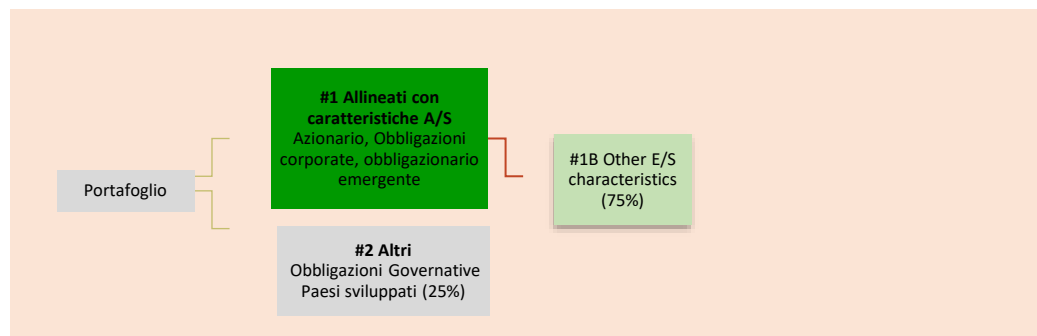 Portafoglio
#1 Allineati con
caratteristiche A/S
Azionario, Obbligazioni
corporate, obbligazionario
emergente
#1B Other E/S
characteristics
(75%)
#2 Altri
Obbligazioni Governative
Paesi sviluppati (25%)